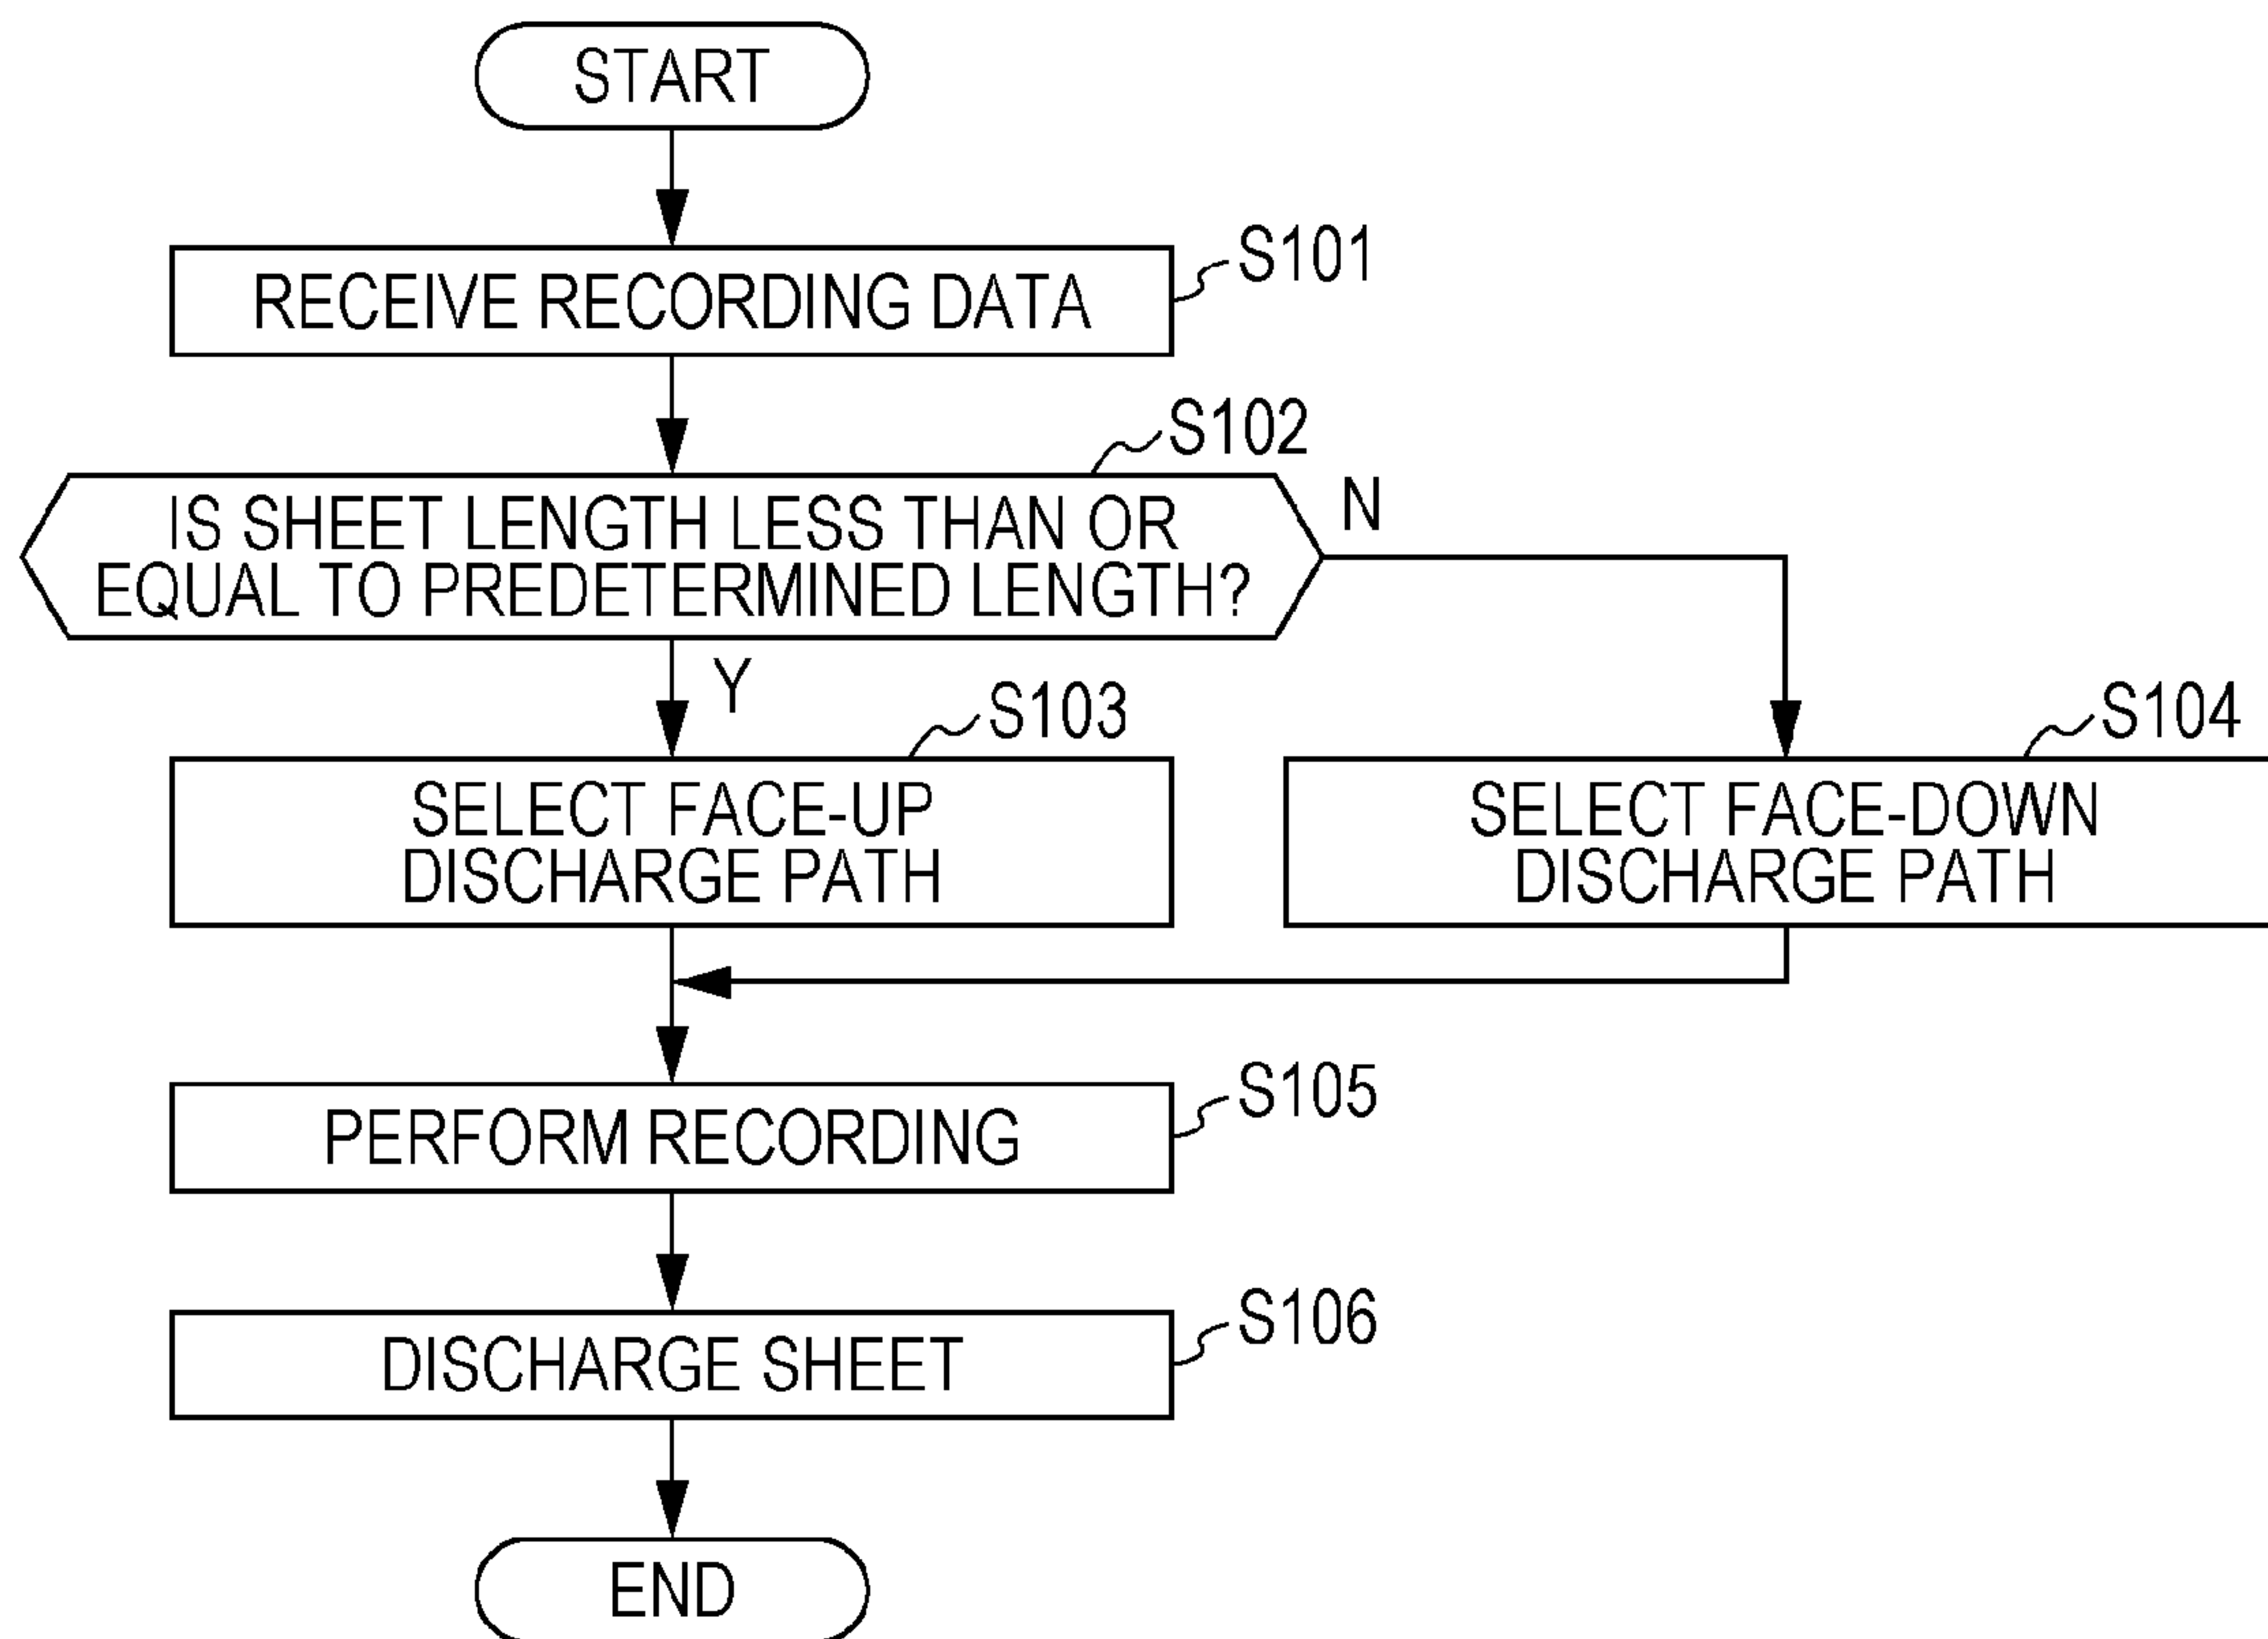 START
RECEIVE RECORDING DATA
S101
S102
IS SHEET LENGTH LESS THAN OR
EQUAL TO PREDETERMINED LENGTH?
N
Y
S103
SELECT FACE-UP
DISCHARGE PATH
S104
SELECT FACE-DOWN
DISCHARGE PATH
PERFORM RECORDING
S105
DISCHARGE SHEET
S106
END